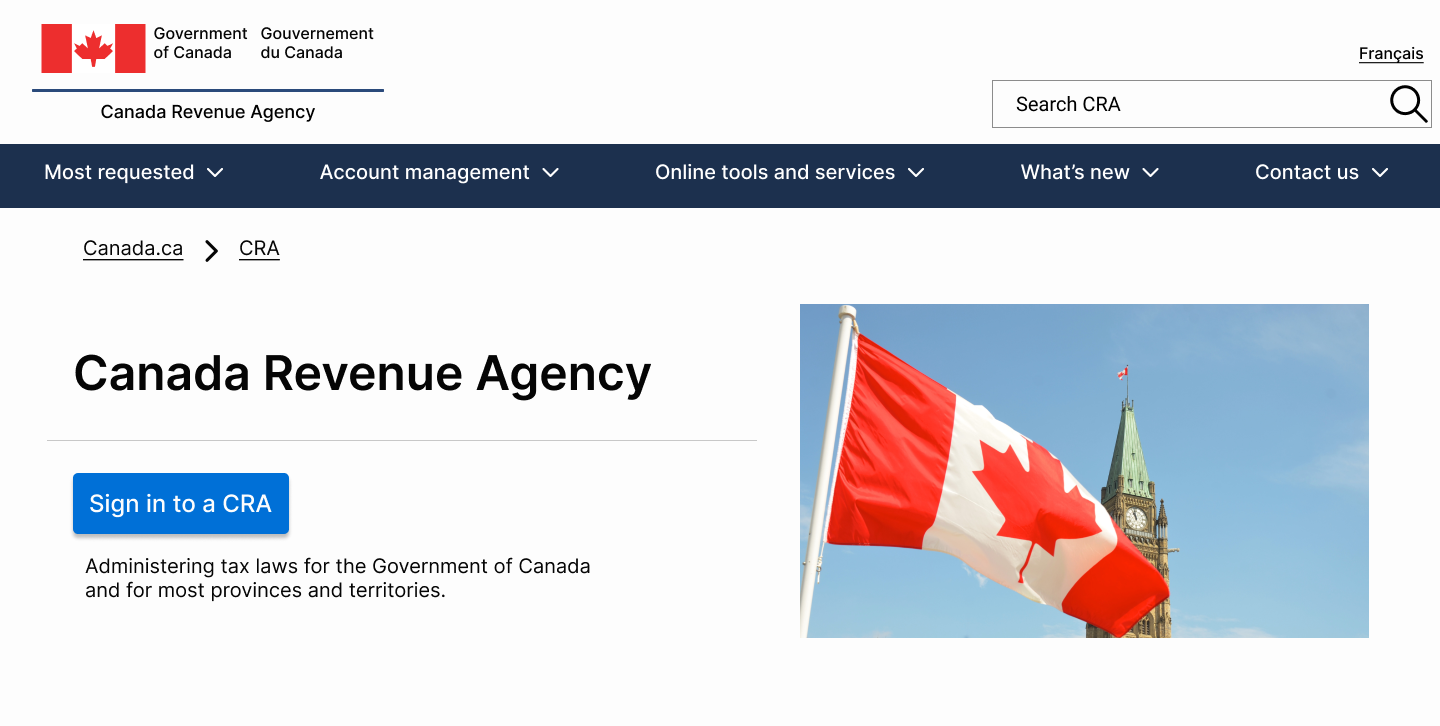 Government Gouvernement
of Canada du Canada
Canada Revenue Agency
Français
Search CRA
Most requested Account management Online tools and services What’s new Contact us
Canada.ca CRA
Canada Revenue Agency
Sign in to a CRA
Administering tax laws for the Government of Canada
and for most provinces and territories.